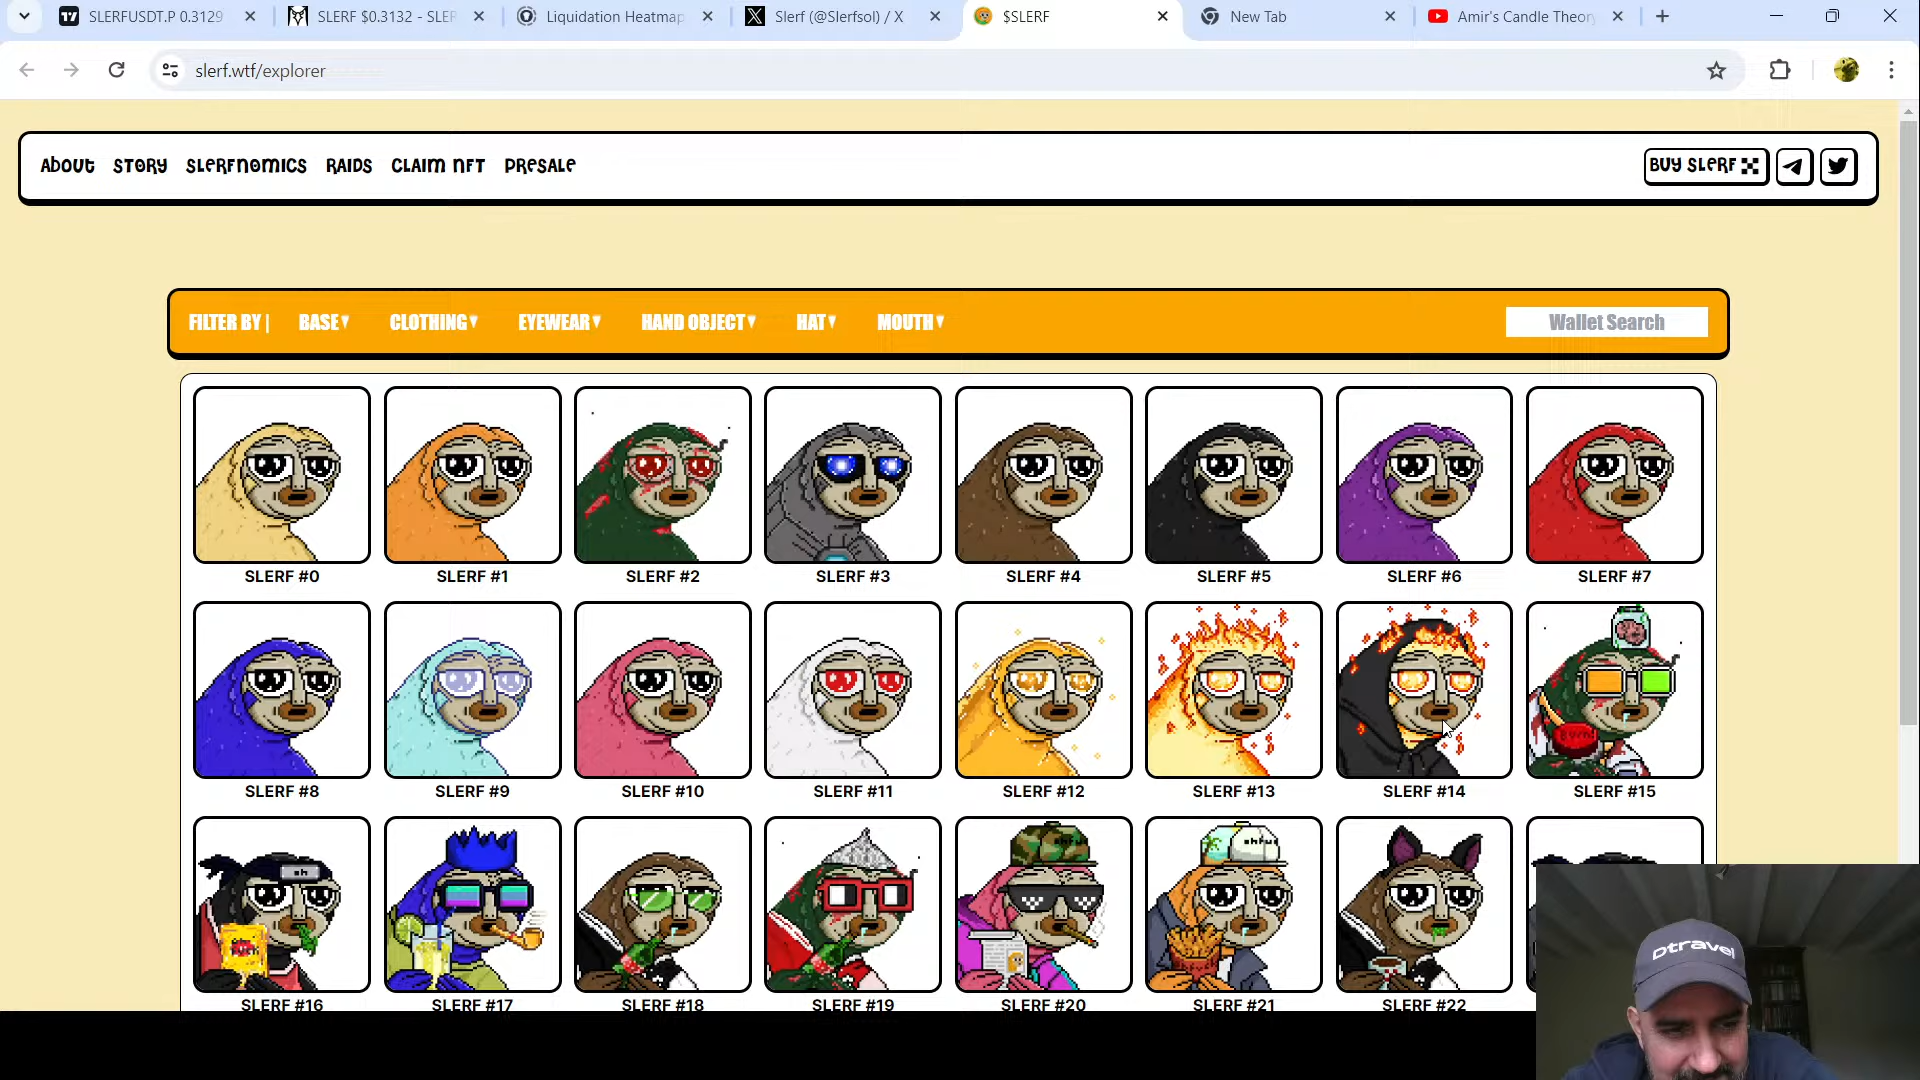 SLERFUSDT.P 0.3129
SLERF $0.3132 - SLER
Liquidation Heatmap
Slerf (@Slerfsol) / X
$SLERF
New Tab
Amir's Candle Theory
slerf.wtf/explorer
About STORY SLERFNOMICS RAIDS CLAIM NFT PRESALE
BUY SLERF
FILTER BY | BASE▼ CLOTHING▼ EYEWEAR▼ HAND OBJECT▼ HAT▼ MOUTH▼
Wallet Search
SLERF #0 SLERF #1 SLERF #2 SLERF #3 SLERF #4 SLERF #5 SLERF #6 SLERF #7
SLERF #8 SLERF #9 SLERF #10 SLERF #11 SLERF #12 SLERF #13 SLERF #14 SLERF #15
SLERF #16 SLERF #17 SLERF #18 SLERF #19 SLERF #20 SLERF #21 SLERF #22
Dtravel